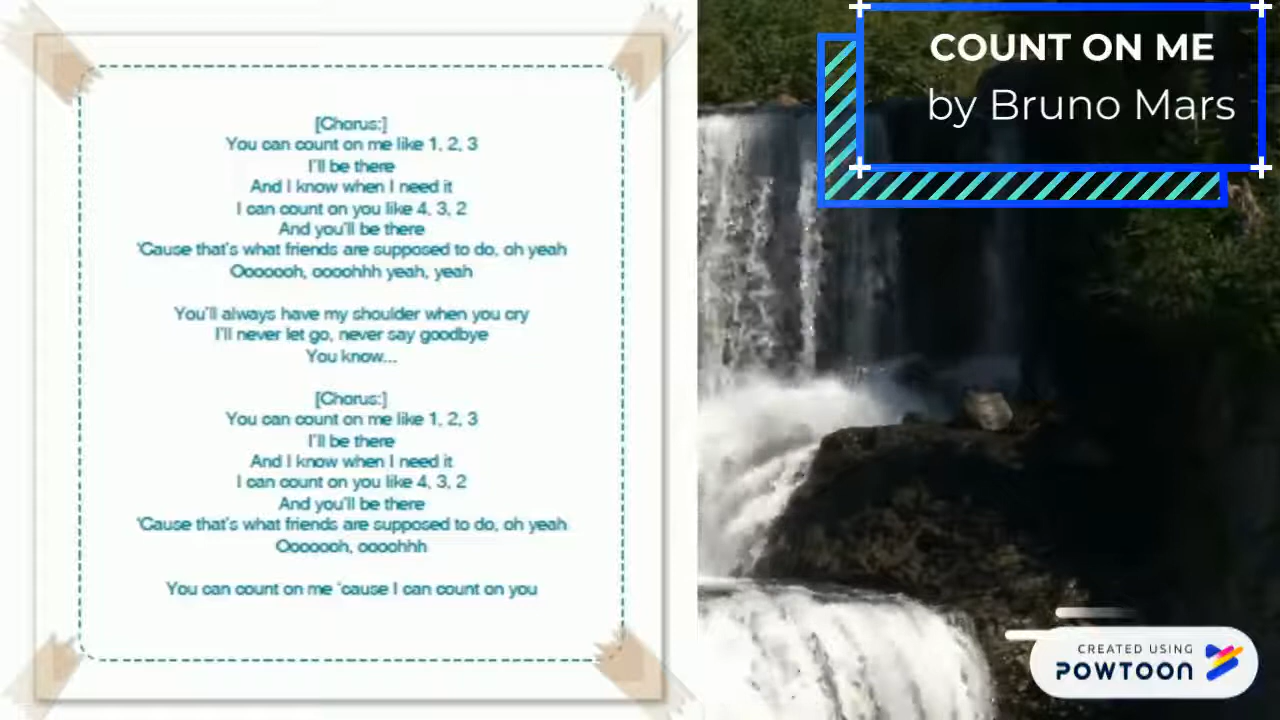 [Chorus:]
You can count on me like 1, 2, 3
I'll be there
And I know when I need it
I can count on you like 4, 3, 2
And you'll be there
'Cause that's what friends are supposed to do, oh yeah
Ooooooh, oooohhh yeah, yeah
You'll always have my shoulder when you cry
I'll never let go, never say goodbye
You know...
[Chorus:]
You can count on me like 1, 2, 3
I'll be there
And I know when I need it
I can count on you like 4, 3, 2
And you'll be there
'Cause that's what friends are supposed to do, oh yeah
Ooooooh, oooohhh
You can count on me 'cause I can count on you
COUNT ON ME
by Bruno Mars
CREATED USING
POWTOON